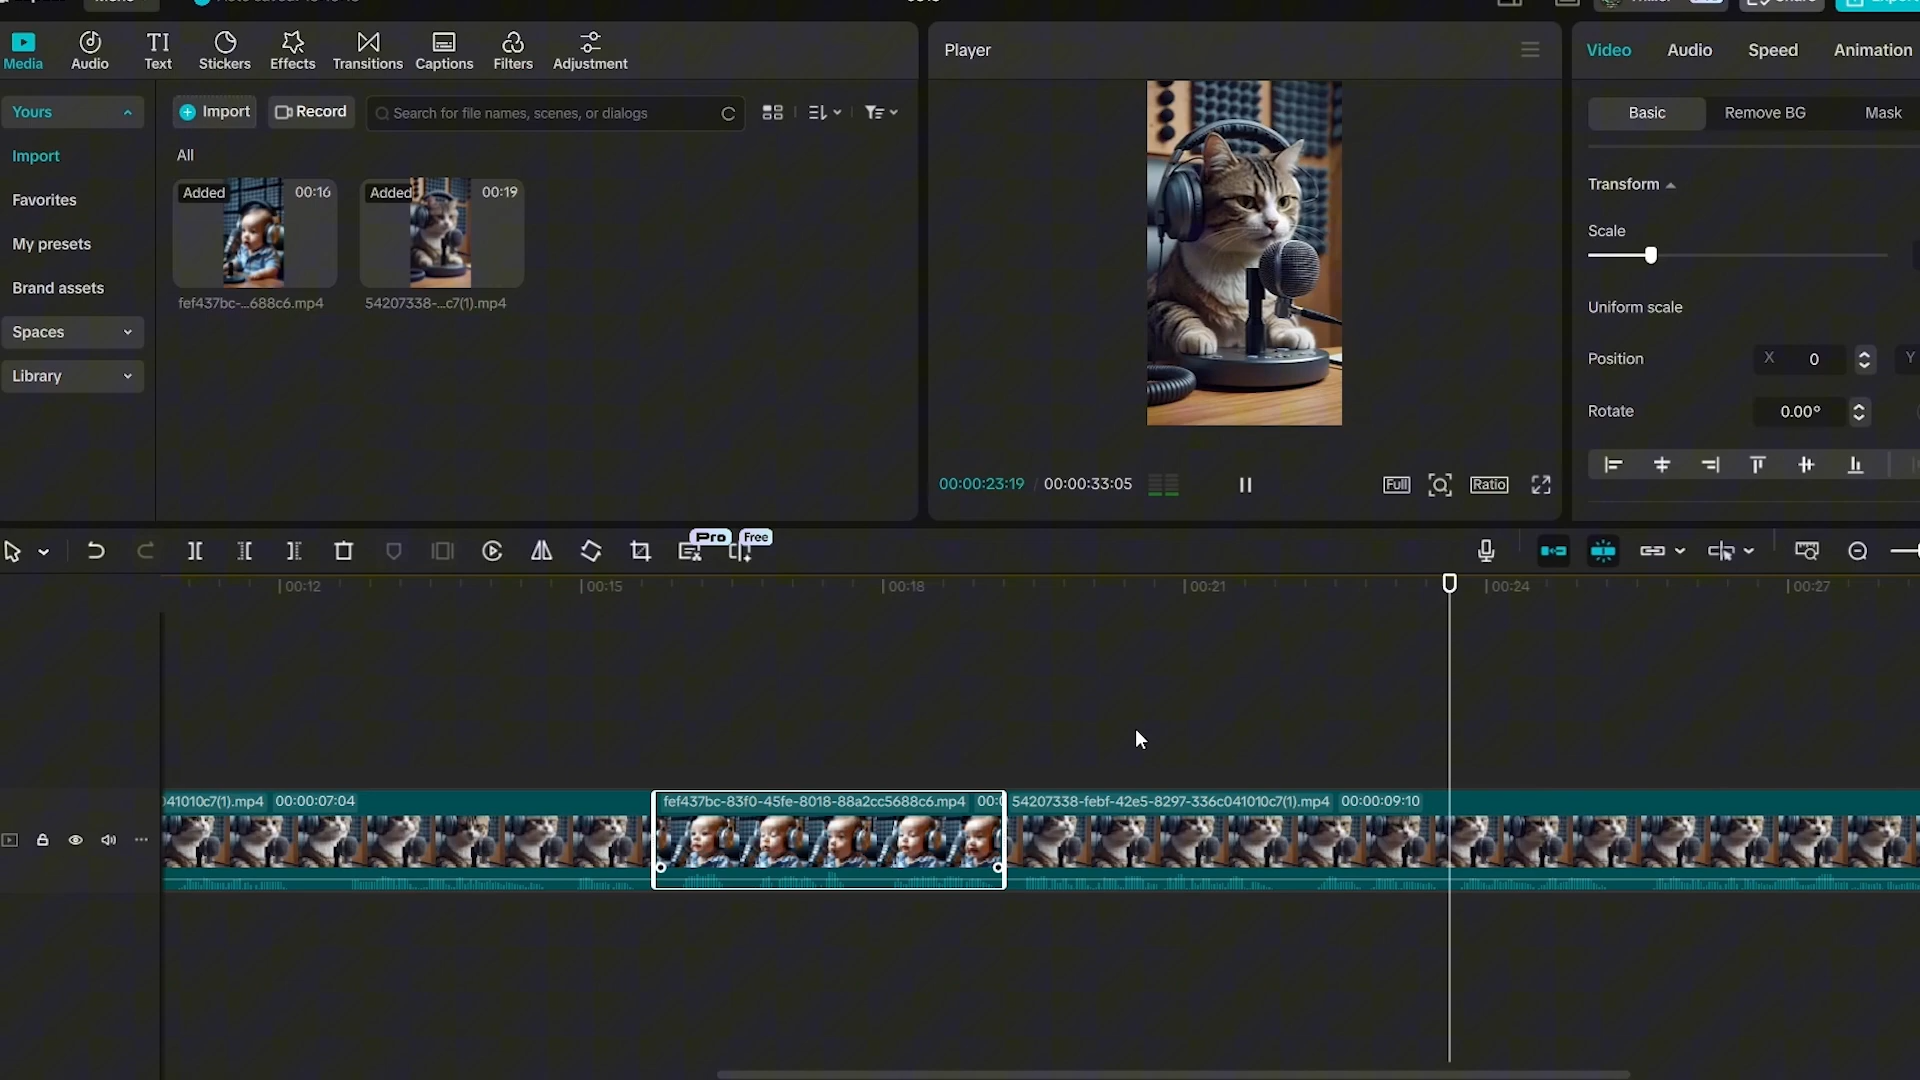 Media
Audio
Text
Stickers
Effects
Transitions
Captions
Filters
Adjustment
Player
Video
Audio
Speed
Animation
Yours
Import
Record
Search for file names, scenes, or dialogs
Basic
Remove BG
Mask
Import
All
Favorites
Added
00:16
Added
00:19
Transform
My presets
Scale
Brand assets
fef437bc-...688c6.mp4
54207338-...c7(1).mp4
Uniform scale
Spaces
Position
X
0
Y
Library
Rotate
0.00°
00:00:23:19 / 00:00:33:05
Full
Ratio
Pro
Free
00:12
00:15
00:18
00:21
00:24
00:27
041010c7(1).mp4 00:00:07:04
fef437bc-83f0-45fe-8018-88a2cc5688c6.mp4
54207338-febf-42e5-8297-336c041010c7(1).mp4 00:00:09:10